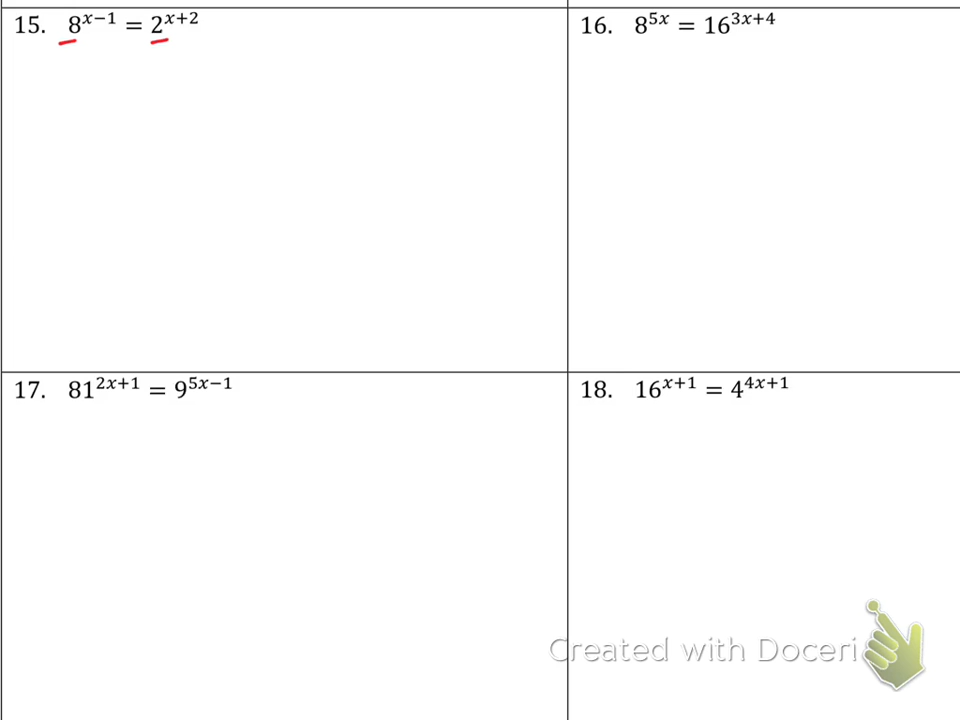 15. 8^{x−1} = 2^{x+2}
16. 8^{5x} = 16^{3x+4}
17. 81^{2x+1} = 9^{5x−1}
18. 16^{x+1} = 4^{4x+1}
Created with Doceri